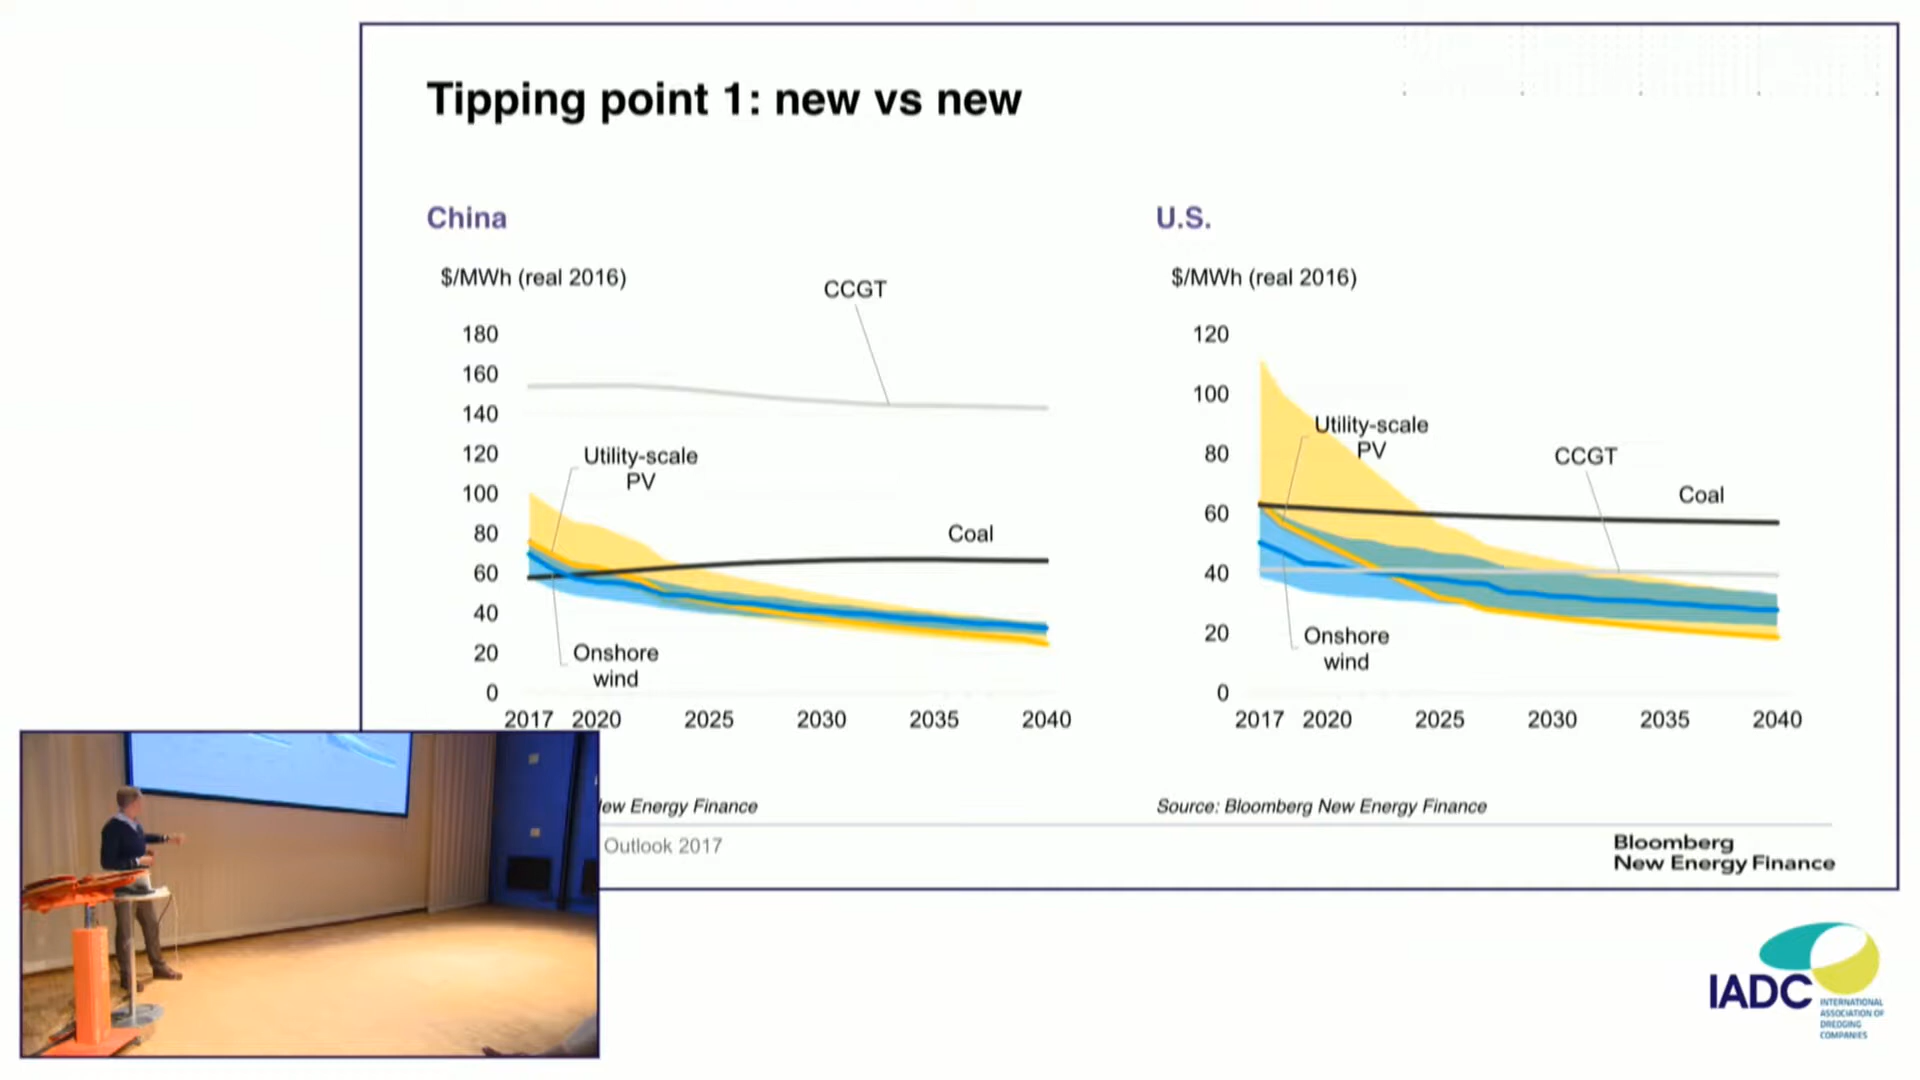 Tipping point 1: new vs new
China
$/MWh (real 2016)
CCGT
180
160
140
120
100
80
60
40
20
0
Utility-scale
PV
Coal
Onshore
wind
2017 2020 2025 2030 2035 2040
U.S.
$/MWh (real 2016)
120
100
80
60
40
20
0
Utility-scale
PV
CCGT
Coal
Onshore
wind
2017 2020 2025 2030 2035 2040
Energy Finance
Source: Bloomberg New Energy Finance
Outlook 2017
Bloomberg
New Energy Finance
IADC
INTERNATIONAL
ASSOCIATION OF
DREDGING
COMPANIES